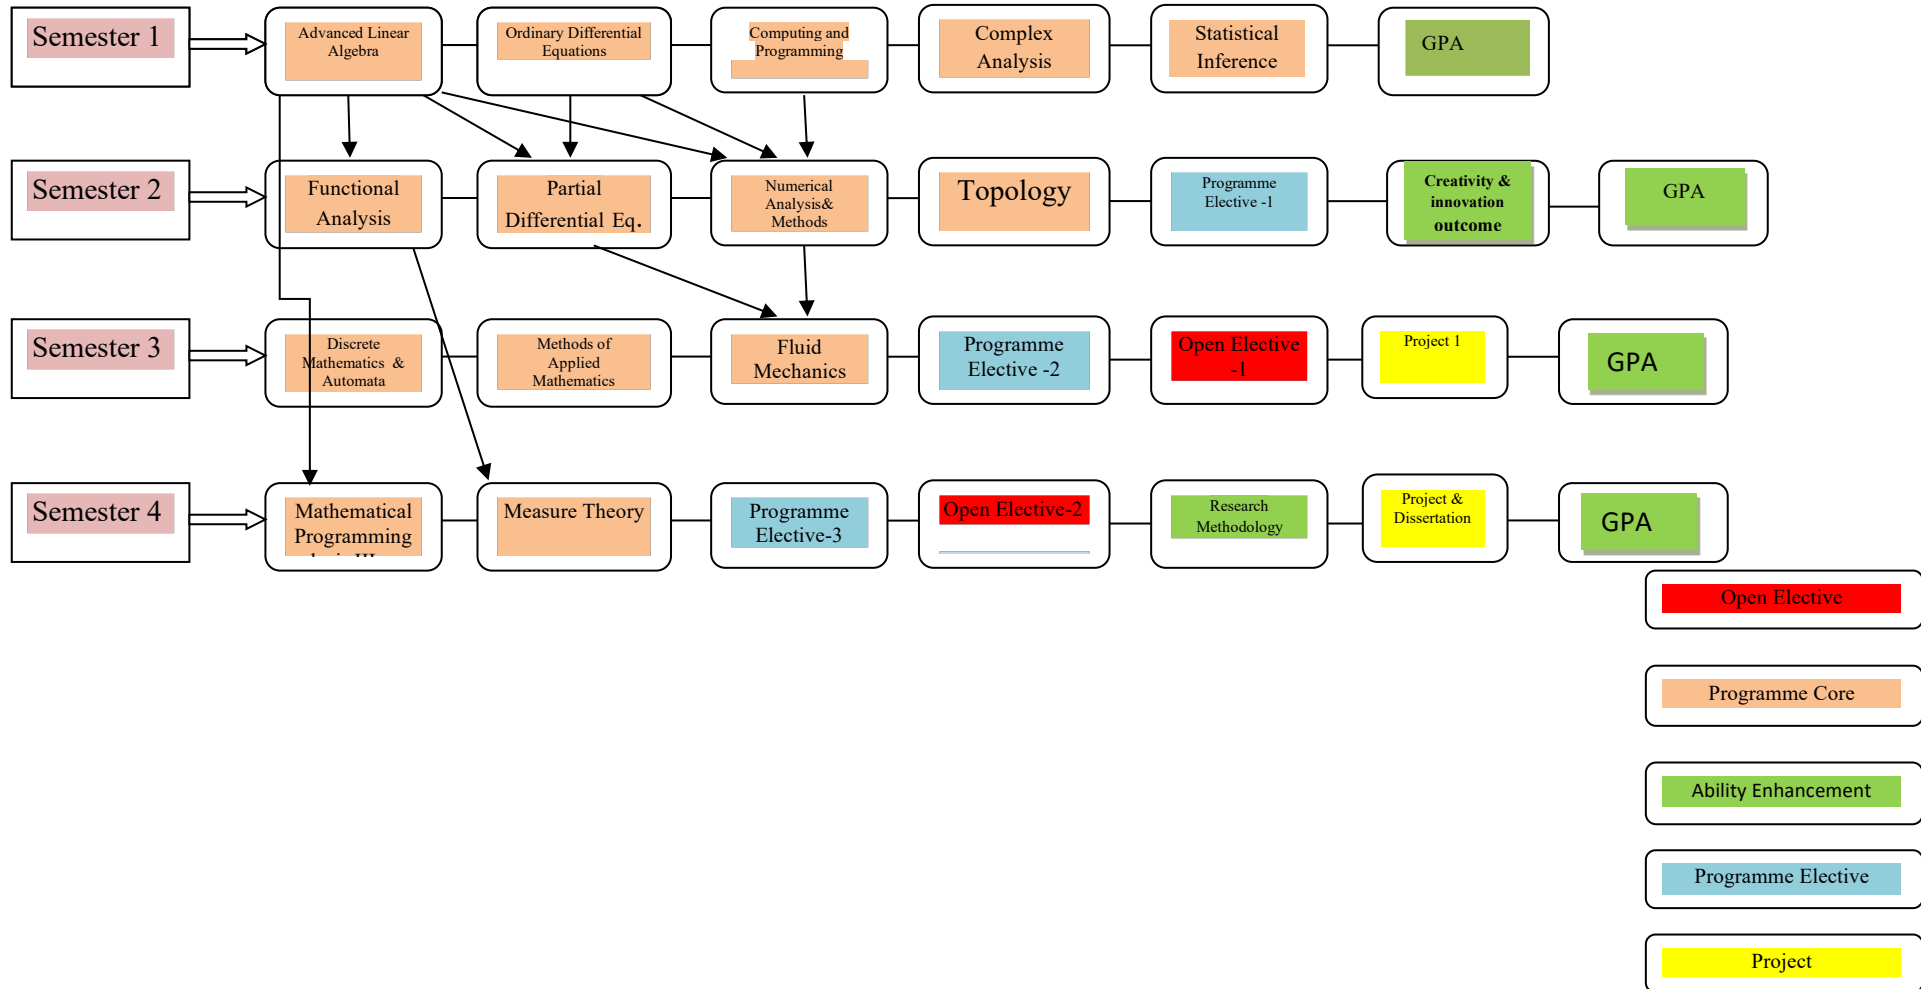 Semester 1
Advanced Linear
Algebra
Ordinary Differential
Equations
Computing and
Programming
Complex
Analysis
Statistical
Inference
GPA
Semester 2
Functional
Analysis
Partial
Differential Eq.
Numerical
Analysis&
Methods
Topology
Programme
Elective -1
Creativity &
innovation
outcome
GPA
Semester 3
Discrete
Mathematics &
Automata
Methods of
Applied
Mathematics
Fluid
Mechanics
Programme
Elective -2
Open Elective
-1
Project 1
GPA
Semester 4
Mathematical
Programming
Measure Theory
Programme
Elective-3
Open Elective-2
Research
Methodology
Project &
Dissertation
GPA
Open Elective
Programme Core
Ability Enhancement
Programme Elective
Project